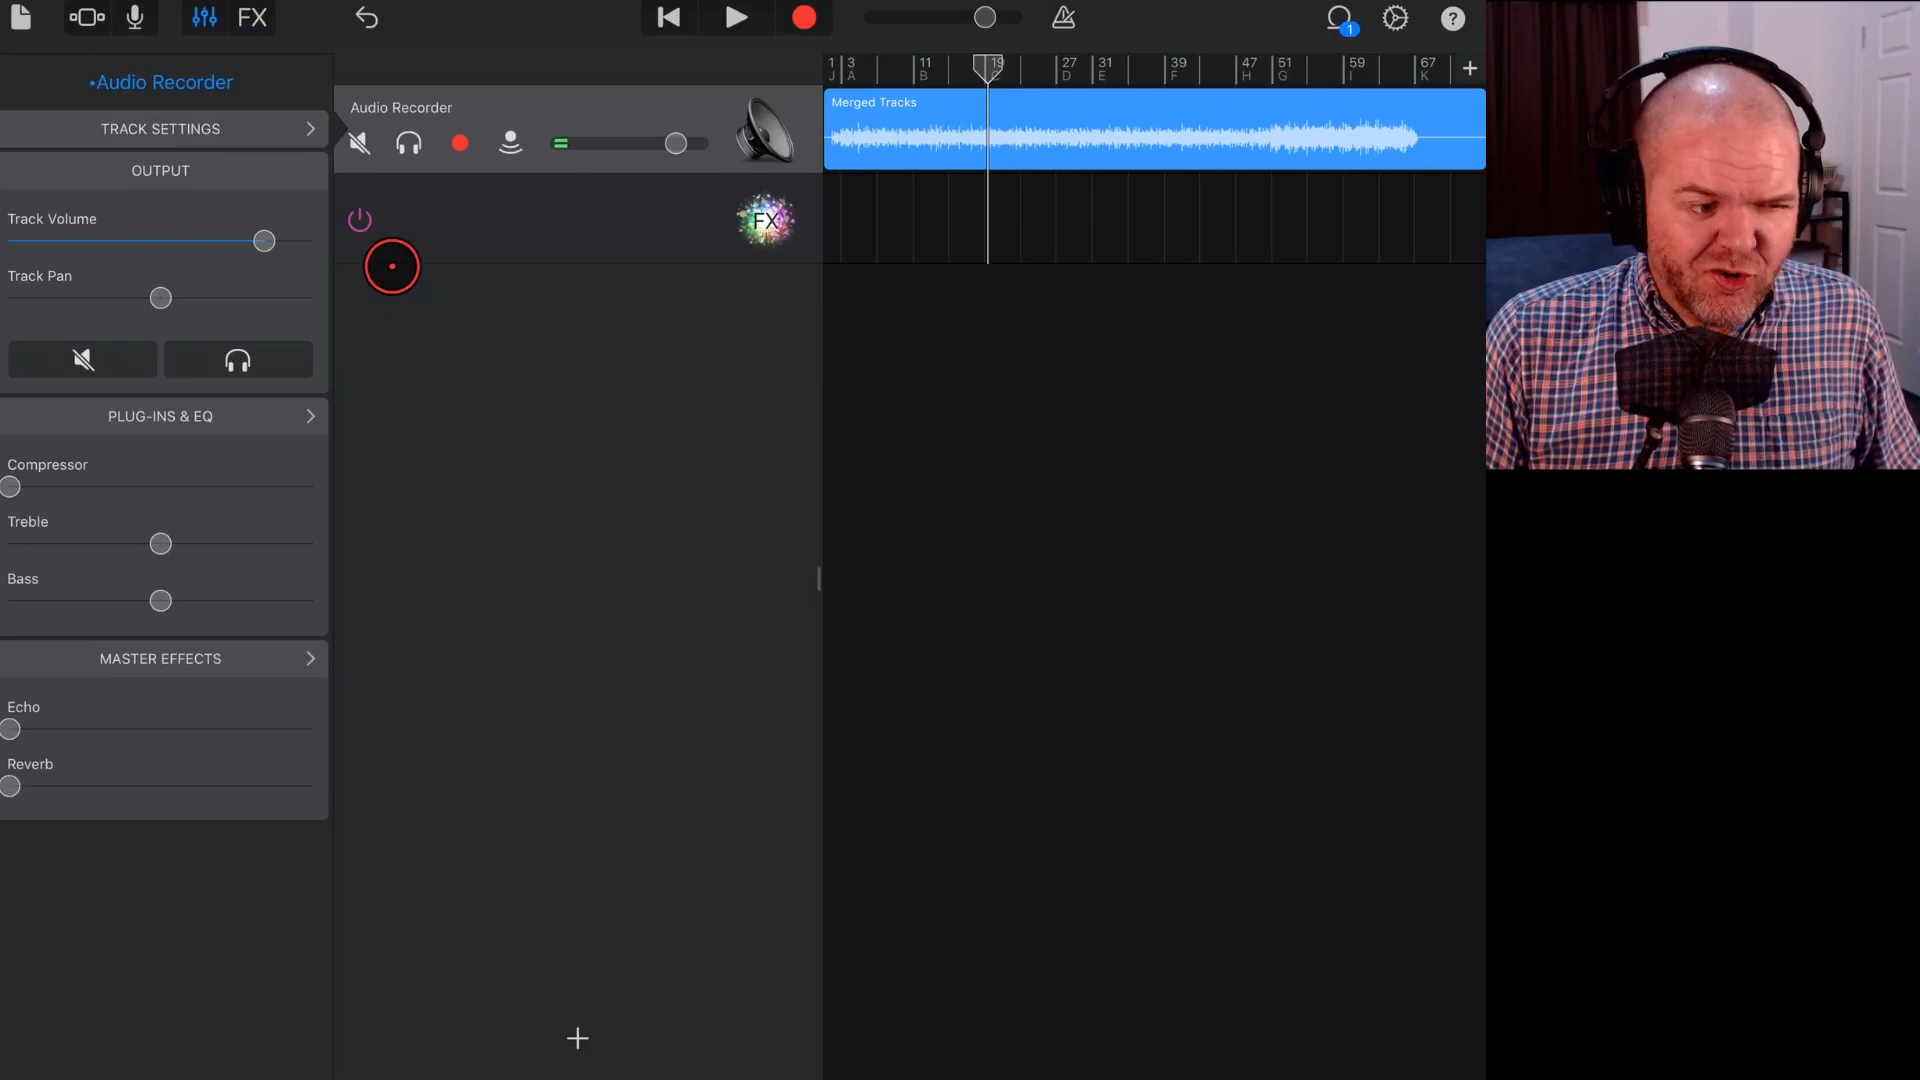 FX
1
?
•Audio Recorder
TRACK SETTINGS
OUTPUT
Track Volume
Track Pan
PLUG-INS & EQ
Compressor
Treble
Bass
MASTER EFFECTS
Echo
Reverb
Audio Recorder
FX
1 3 11 19 27 31 39 47 51 59 67
J A B C D E F H G I K
Merged Tracks